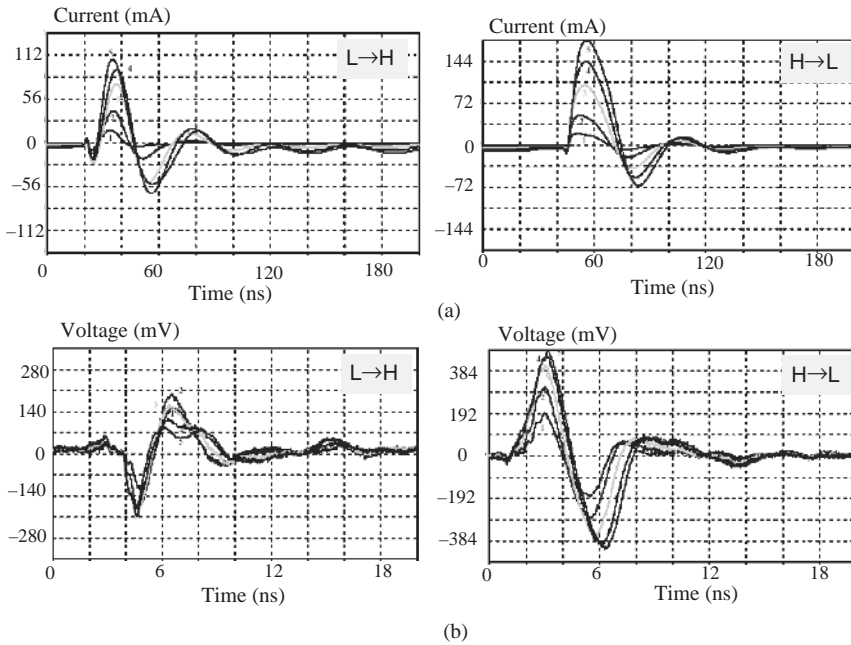 Current (mA)
112
56
0
−56
−112
L→H
0
60
120
180
Time (ns)
Current (mA)
144
72
0
−72
−144
H→L
0
60
120
180
Time (ns)
(a)
Voltage (mV)
280
140
0
−140
−280
L→H
0
6
12
18
Time (ns)
Voltage (mV)
384
192
0
−192
−384
H→L
0
6
12
18
Time (ns)
(b)